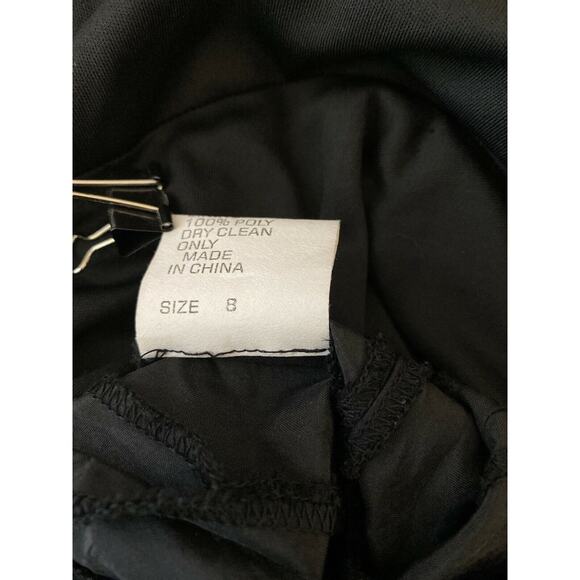 100% POLY
DRY CLEAN
ONLY
MADE
IN CHINA
SIZE 8